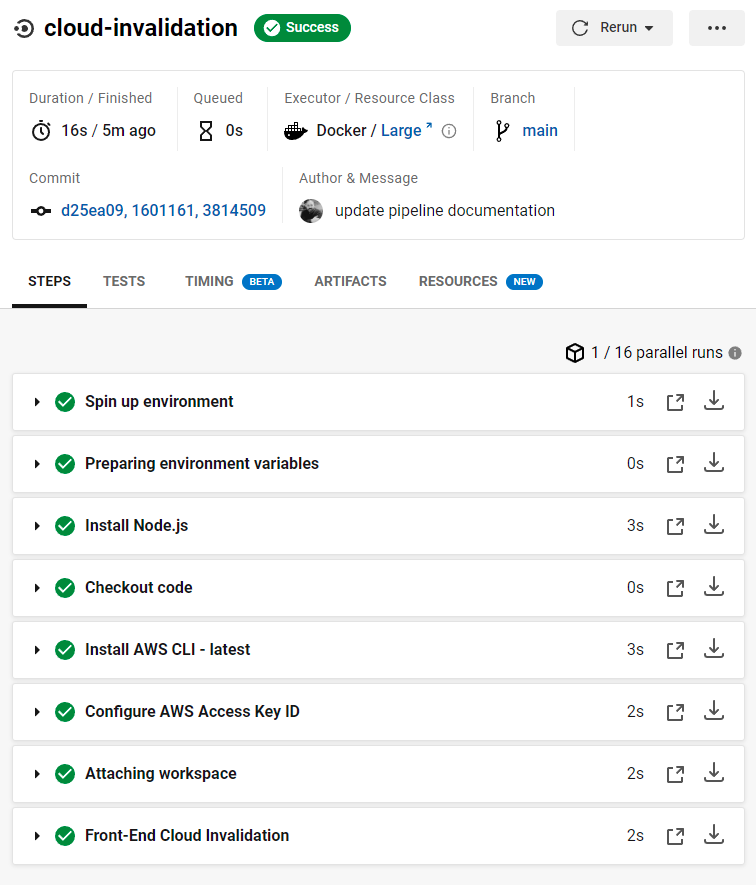 cloud-invalidation Success Rerun
Duration / Finished Queued Executor / Resource Class Branch
16s / 5m ago 0s Docker / Large main
Commit Author & Message
d25ea09, 1601161, 3814509 update pipeline documentation
STEPS TESTS TIMING BETA ARTIFACTS RESOURCES NEW
1 / 16 parallel runs
Spin up environment 1s
Preparing environment variables 0s
Install Node.js 3s
Checkout code 0s
Install AWS CLI - latest 3s
Configure AWS Access Key ID 2s
Attaching workspace 2s
Front-End Cloud Invalidation 2s